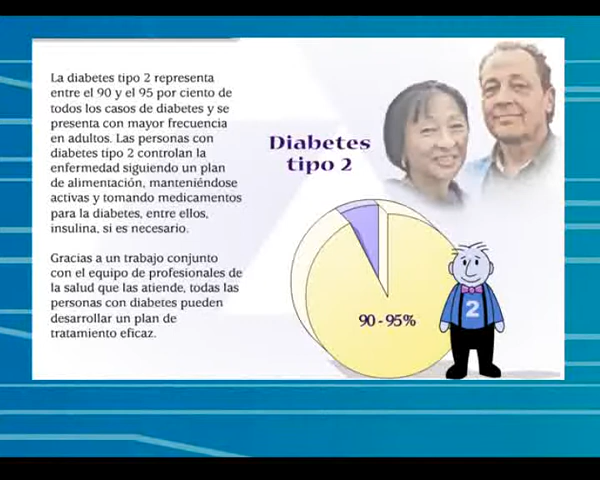 La diabetes tipo 2 representa
entre el 90 y el 95 por ciento de
todos los casos de diabetes y se
presenta con mayor frecuencia
en adultos. Las personas con
diabetes tipo 2 controlan la
enfermedad siguiendo un plan
de alimentación, manteniéndose
activas y tomando medicamentos
para la diabetes, entre ellos,
insulina, si es necesario.
Gracias a un trabajo conjunto
con el equipo de profesionales de
la salud que las atiende, todas las
personas con diabetes pueden
desarrollar un plan de
tratamiento eficaz.
Diabetes
tipo 2
90-95%
2